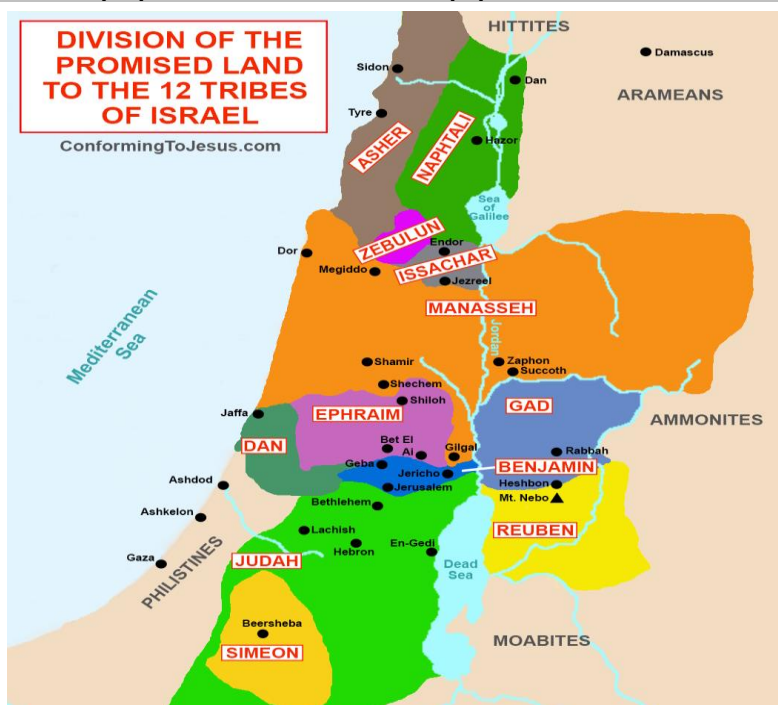 DIVISION OF THE
PROMISED LAND
TO THE 12 TRIBES
OF ISRAEL
ConformingToJesus.com
HITTITES
Damascus
ARAMEANS
Sidon
Dan
Tyre
ASHER
NAPHTALI
Hazor
Sea
of
Galilee
ZEBULUN
Endor
Dor
ISSACHAR
Megiddo
Jezreel
MANASSEH
Mediterranean
Sea
Jordan
Shamir
Zaphon
Succoth
Shechem
Shiloh
EPHRAIM
GAD
Jaffa
AMMONITES
DAN
Bet El
Ai
Gilgal
Rabbah
Geba
BENJAMIN
Jericho
Heshbon
Jerusalem
Mt. Nebo
Ashdod
Bethlehem
Ashkelon
Lachish
REUBEN
Hebron
En-Gedi
Gaza
PHILISTINES
JUDAH
Dead
Sea
Beersheba
MOABITES
SIMEON